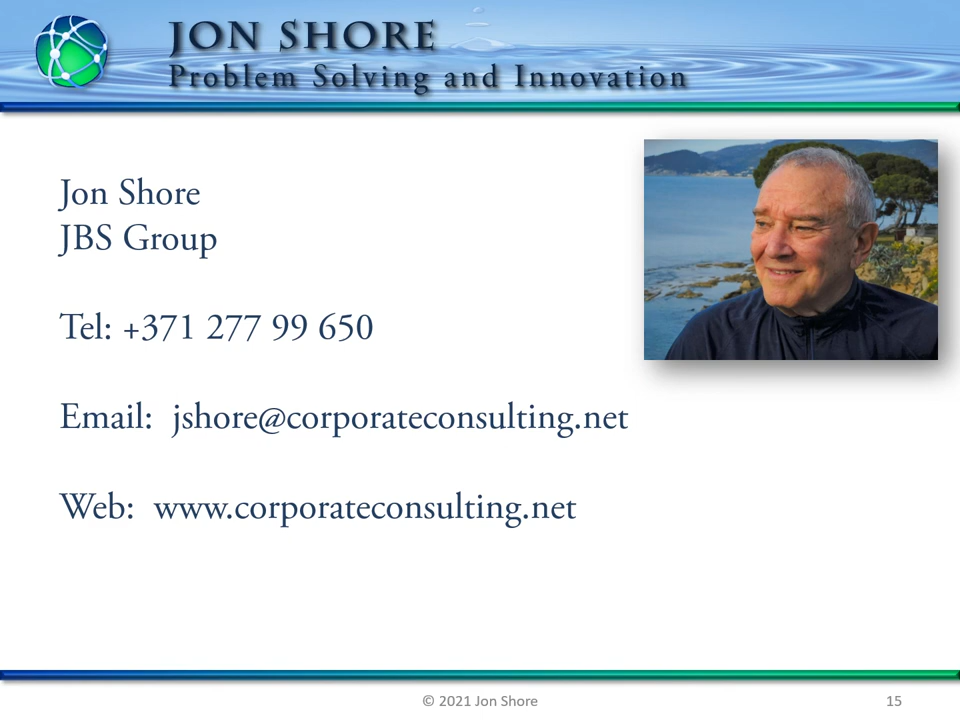 JON SHORE
Problem Solving and Innovation
Jon Shore
JBS Group
Tel: +371 277 99 650
Email: jshore@corporateconsulting.net
Web: www.corporateconsulting.net
© 2021 Jon Shore
15